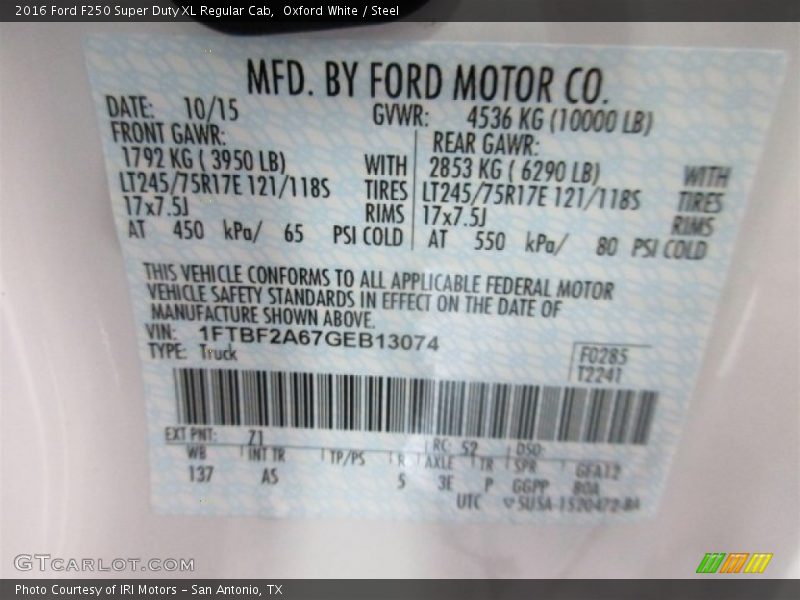 2016 Ford F250 Super Duty XL Regular Cab, Oxford White / Steel
MFD. BY FORD MOTOR CO.
DATE: 10/15 GVWR: 4536 KG (10000 LB)
FRONT GAWR: REAR GAWR:
1792 KG ( 3950 LB) WITH 2853 KG ( 6290 LB) WITH
LT245/75R17E 121/118S TIRES LT245/75R17E 121/118S TIRES
17x7.5J RIMS 17x7.5J RIMS
AT 450 kPa/ 65 PSI COLD AT 550 kPa/ 80 PSI COLD
THIS VEHICLE CONFORMS TO ALL APPLICABLE FEDERAL MOTOR
VEHICLE SAFETY STANDARDS IN EFFECT ON THE DATE OF
MANUFACTURE SHOWN ABOVE.
VIN: 1FTBF2A67GEB13074
TYPE: Truck
F0285
T2241
EXT PNT: Z1 RC: 52 DSO:
WB INT TR TP/PS R AXLE TR SPR GFA12
137 AS 5 3E P GGPP
UTC
GTCARLOT.COM
Photo Courtesy of IRI Motors – San Antonio, TX